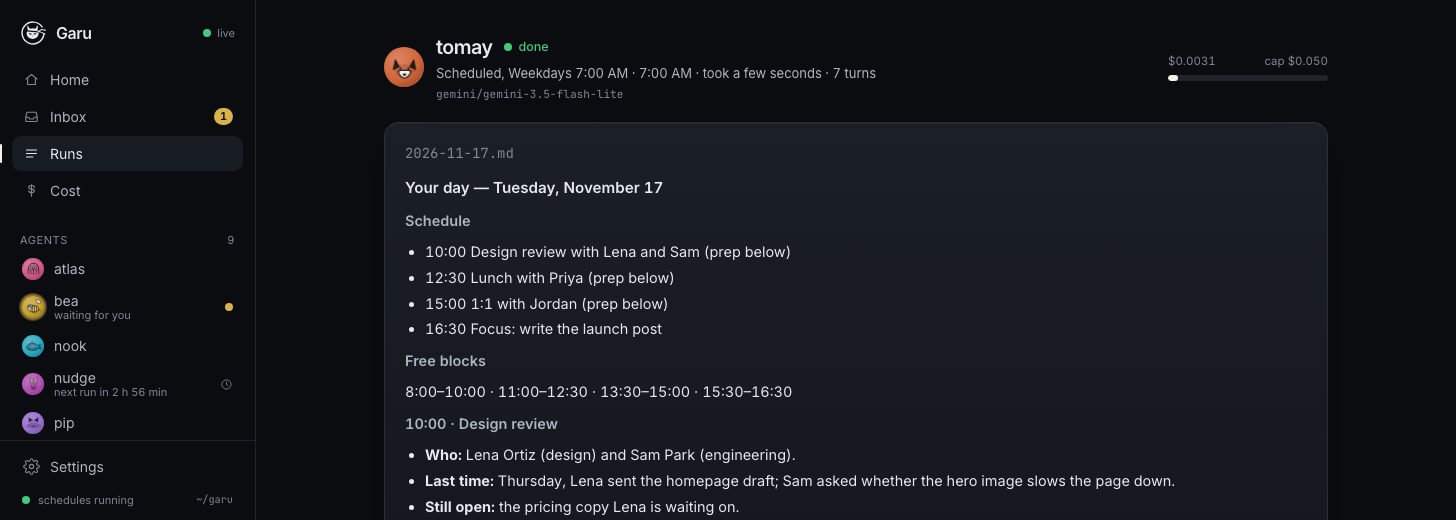 Garu
live
Home
Inbox
1
Runs
Cost
AGENTS
9
atlas
bea
waiting for you
nook
nudge
next run in 2 h 56 min
pip
Settings
schedules running
~/garu
tomay
done
Scheduled, Weekdays 7:00 AM · 7:00 AM · took a few seconds · 7 turns
gemini/gemini-3.5-flash-lite
$0.0031
cap $0.050
2026-11-17.md
Your day — Tuesday, November 17
Schedule
• 10:00 Design review with Lena and Sam (prep below)
• 12:30 Lunch with Priya (prep below)
• 15:00 1:1 with Jordan (prep below)
• 16:30 Focus: write the launch post
Free blocks
8:00–10:00 · 11:00–12:30 · 13:30–15:00 · 15:30–16:30
10:00 · Design review
• Who: Lena Ortiz (design) and Sam Park (engineering).
• Last time: Thursday, Lena sent the homepage draft; Sam asked whether the hero image slows the page down.
• Still open: the pricing copy Lena is waiting on.